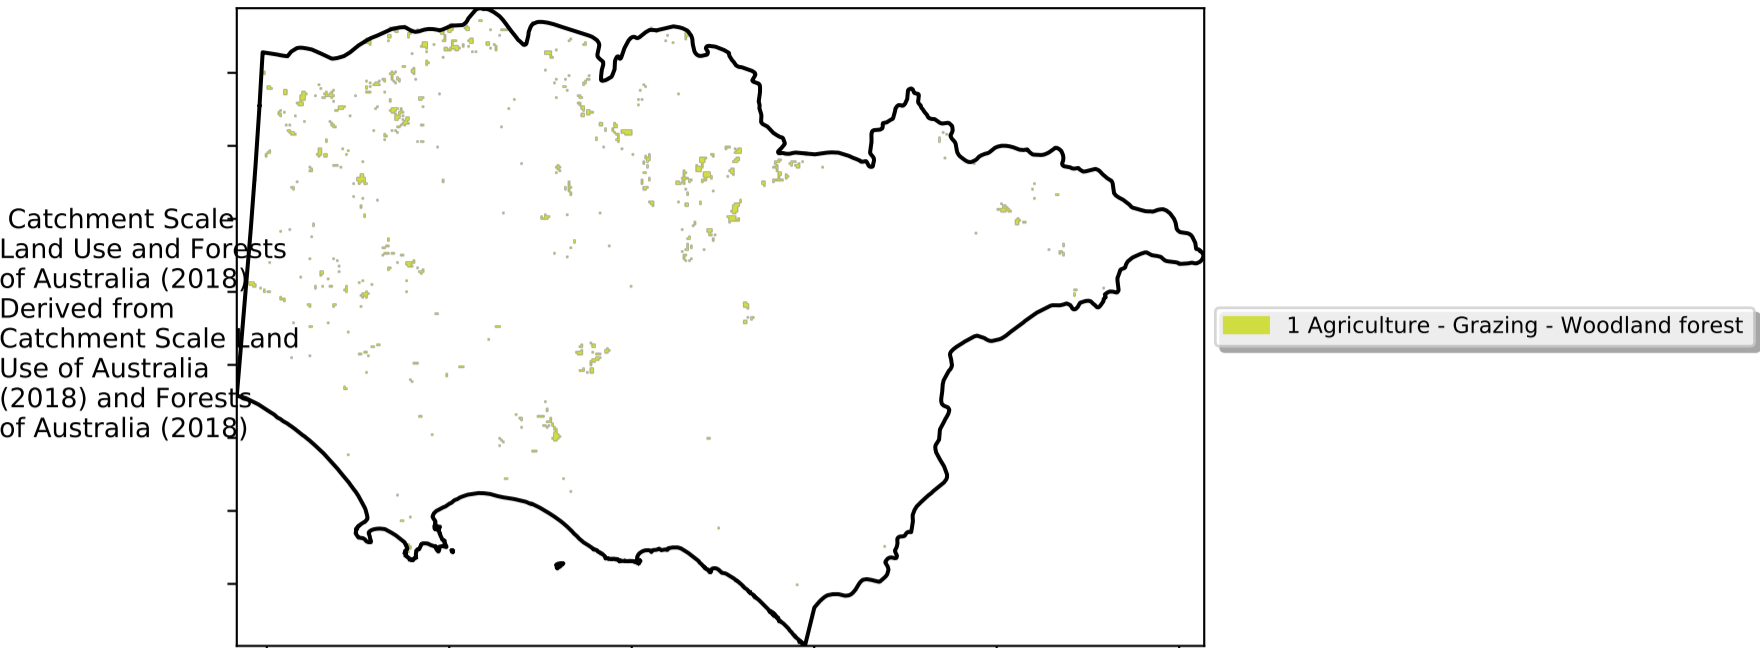 Catchment Scale
Land Use and Forests
of Australia (2018)
Derived from
Catchment Scale Land
Use of Australia
(2018) and Forests
of Australia (2018)
1 Agriculture - Grazing - Woodland forest